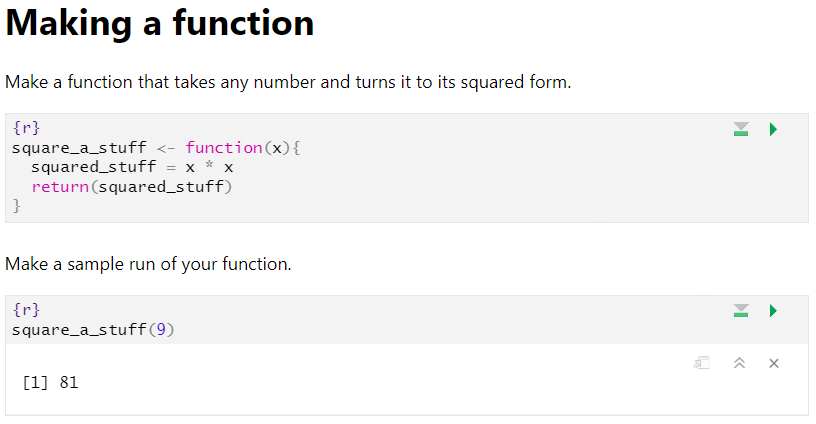 Making a function
Make a function that takes any number and turns it to its squared form.
{r}
square_a_stuff <- function(x){
  squared_stuff = x * x
  return(squared_stuff)
}
Make a sample run of your function.
{r}
square_a_stuff(9)
[1] 81